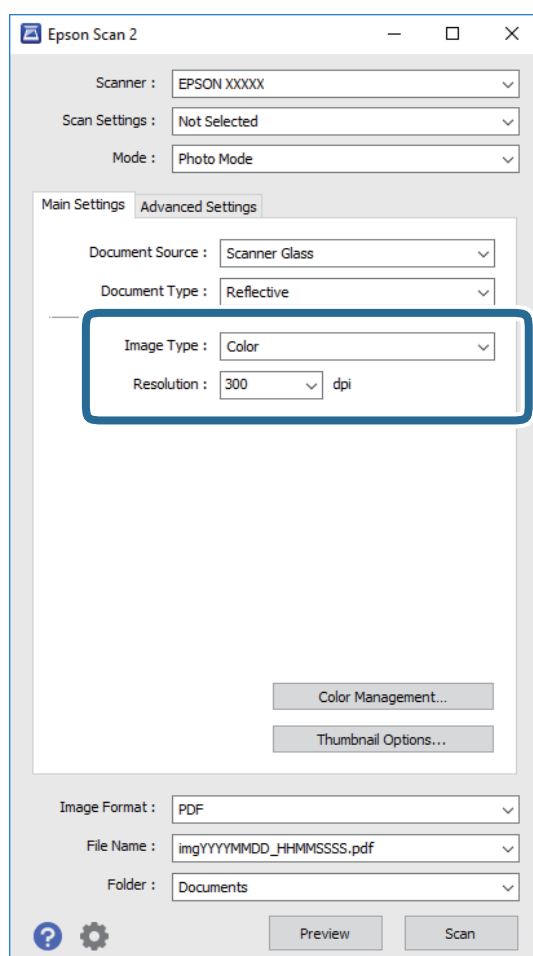 Epson Scan 2
Scanner : EPSON XXXXX
Scan Settings : Not Selected
Mode : Photo Mode
Main Settings Advanced Settings
Document Source : Scanner Glass
Document Type : Reflective
Image Type : Color
Resolution : 300 dpi
Color Management...
Thumbnail Options...
Image Format : PDF
File Name : imgYYYYMMDD_HHMMSSSS.pdf
Folder : Documents
? Preview Scan